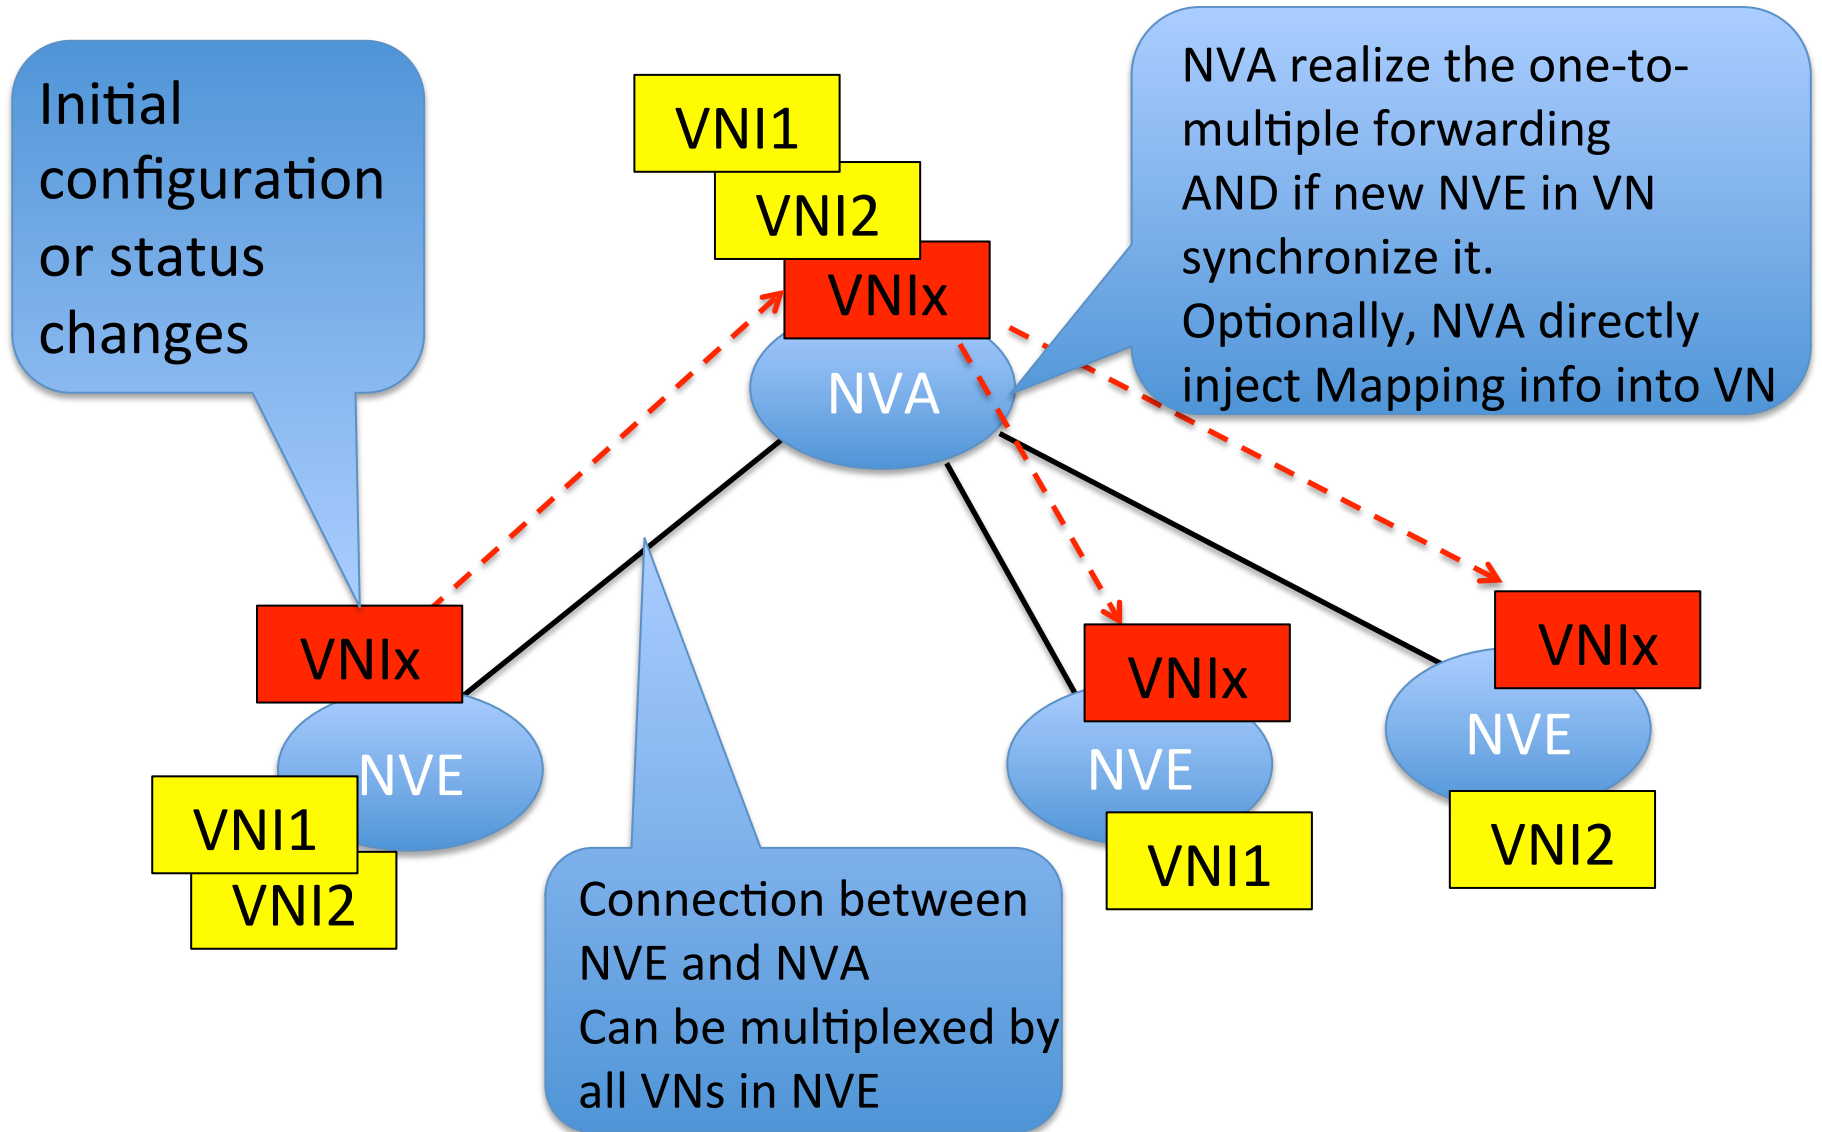 Initial
configuration
or status
changes
VNI1
VNI2
VNIx
NVA
NVA realize the one-to-
multiple forwarding
AND if new NVE in VN
synchronize it.
Optionally, NVA directly
inject Mapping info into VN
VNIx
NVE
VNI1
VNI2
Connection between
NVE and NVA
Can be multiplexed by
all VNs in NVE
VNIx
NVE
VNI1
VNIx
NVE
VNI2